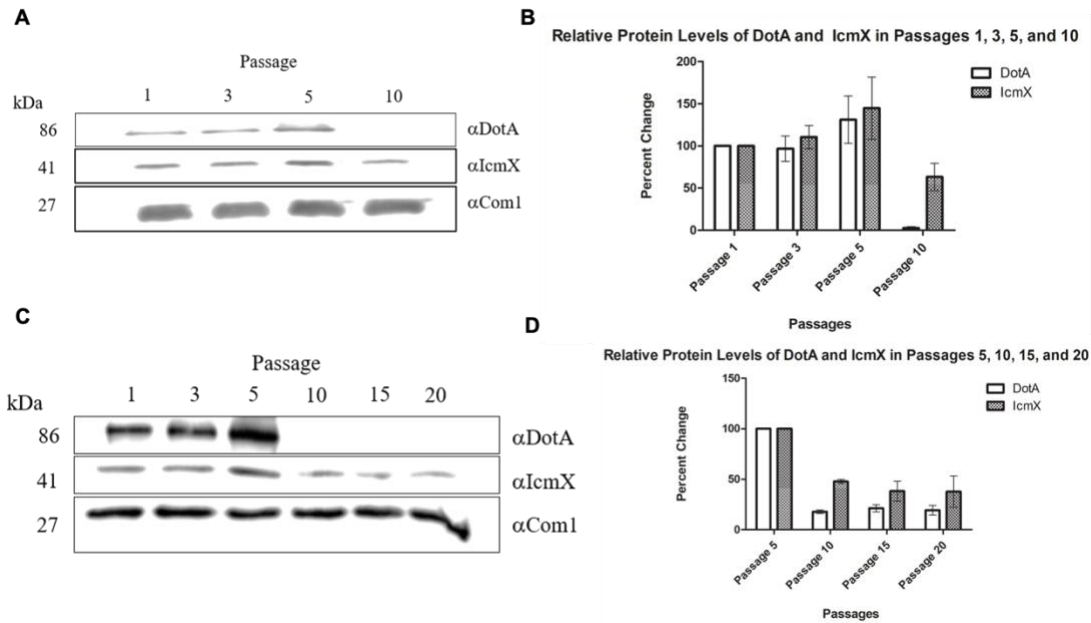 A
Passage
kDa
1 3 5 10
86
αDotA
41
αIcmX
27
αCom1
B
Relative Protein Levels of DotA and IcmX in Passages 1, 3, 5, and 10
200
150
100
50
0
Percent Change
DotA
IcmX
Passage 1
Passage 3
Passage 5
Passage 10
Passages
C
Passage
kDa
1 3 5 10 15 20
86
αDotA
41
αIcmX
27
αCom1
D
Relative Protein Levels of DotA and IcmX in Passages 5, 10, 15, and 20
150
100
50
0
Percent Change
DotA
IcmX
Passage 5
Passage 10
Passage 15
Passage 20
Passages